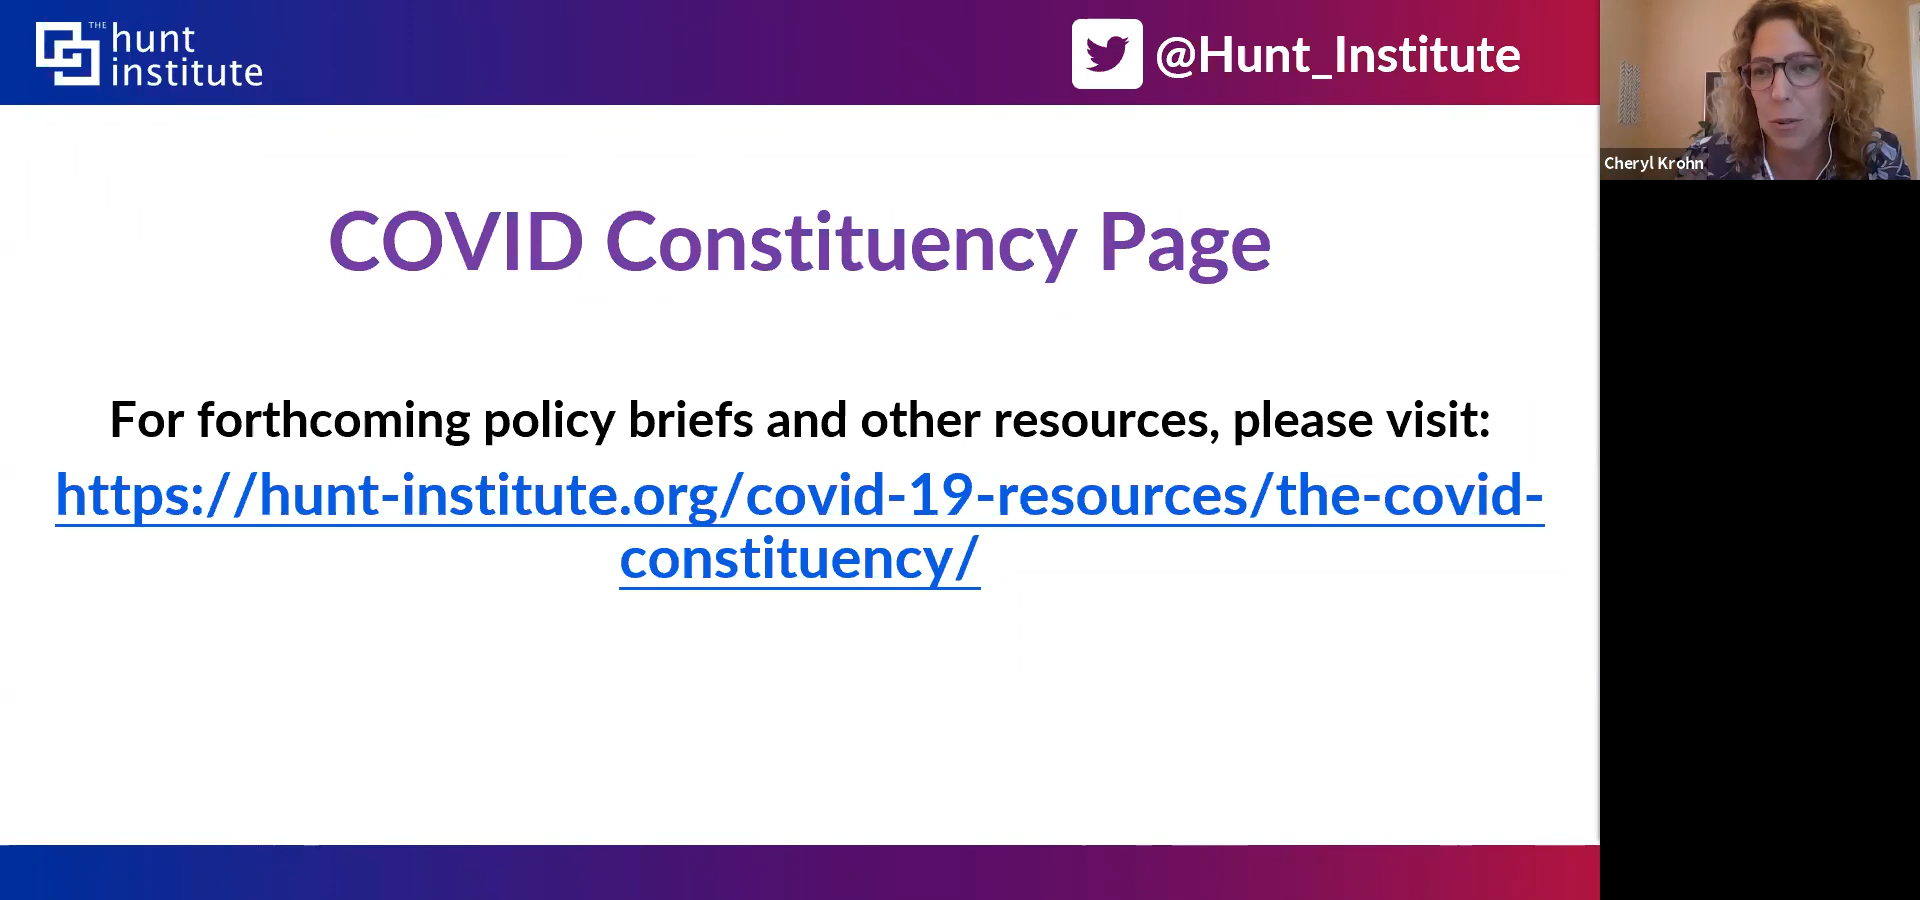 THE
hunt
institute
@Hunt_Institute
Cheryl Krohn
COVID Constituency Page
For forthcoming policy briefs and other resources, please visit:
https://hunt-institute.org/covid-19-resources/the-covid-
constituency/